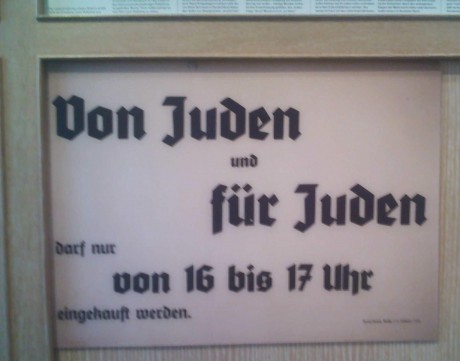 Von Juden
und
für Juden
darf nur
von 16 bis 17 Uhr
eingekauft werden.